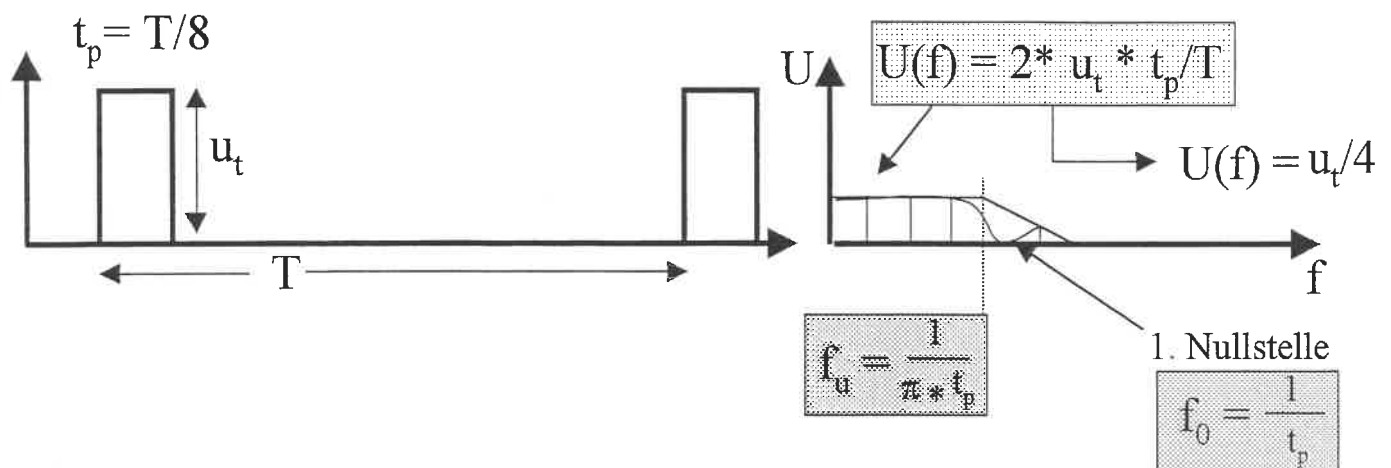 t_p = T/8
u_t
T
U
U(f) = 2* u_t * t_p/T
U(f) = u_t/4
f
f_u = 1/(π * t_p)
1. Nullstelle
f_0 = 1/t_p